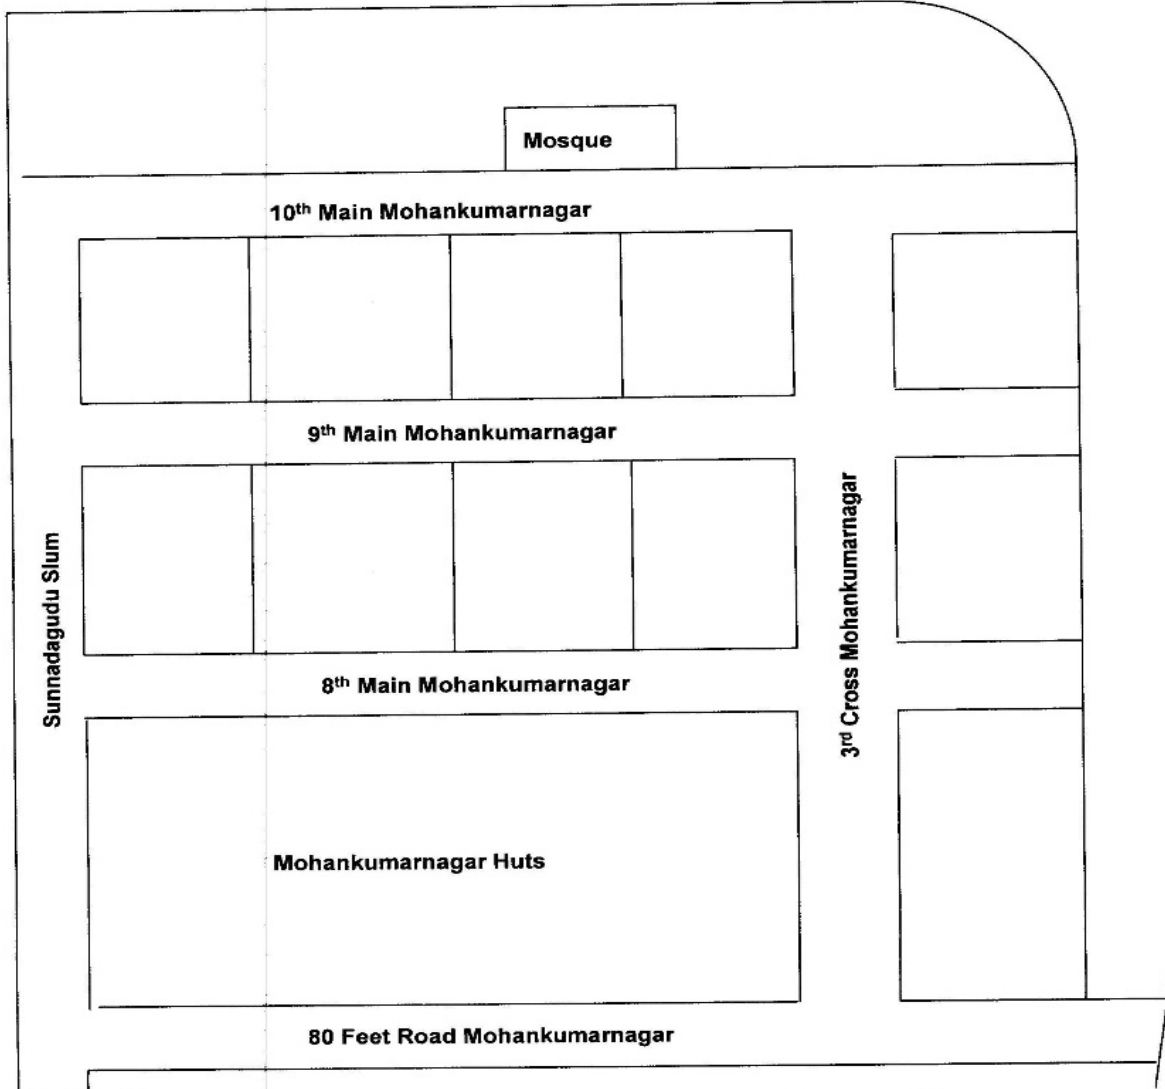 Mosque
10th Main Mohankumarnagar
9th Main Mohankumarnagar
Sunnadagudu Slum
3rd Cross Mohankumarnagar
8th Main Mohankumarnagar
Mohankumarnagar Huts
80 Feet Road Mohankumarnagar